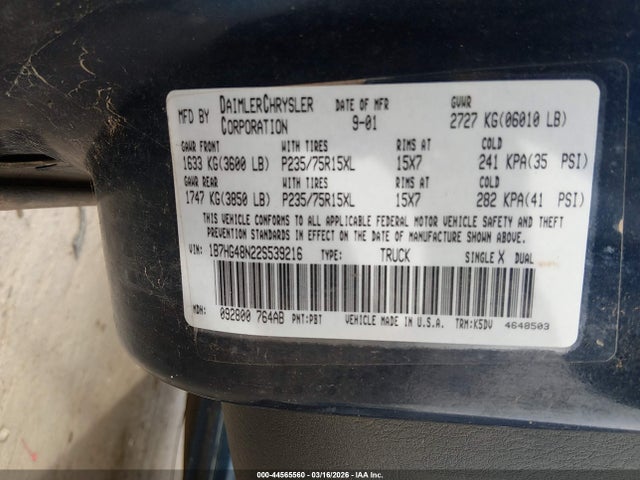 MFD BY DAIMLERCHRYSLER CORPORATION DATE OF MFR 9-01 GVWR 2727 KG(06010 LB)
GAWR FRONT WITH TIRES RIMS AT COLD
1633 KG(3600 LB) P235/75R15XL 15X7 241 KPA(35 PSI)
GAWR REAR WITH TIRES RIMS AT COLD
1747 KG(3850 LB) P235/75R15XL 15X7 282 KPA(41 PSI)
THIS VEHICLE CONFORMS TO ALL APPLICABLE FEDERAL MOTOR VEHICLE SAFETY AND THEFT
PREVENTION STANDARDS IN EFFECT ON THE DATE OF MANUFACTURE SHOWN ABOVE.
VIN: 1B7HG48N22S539216 TYPE: TRUCK SINGLE X DUAL
MDH: 092800 764AB PNT:PBT VEHICLE MADE IN U.S.A. TRM:K5DV 4648503
000-44565560 | 03/16/2026 | IAA Inc.